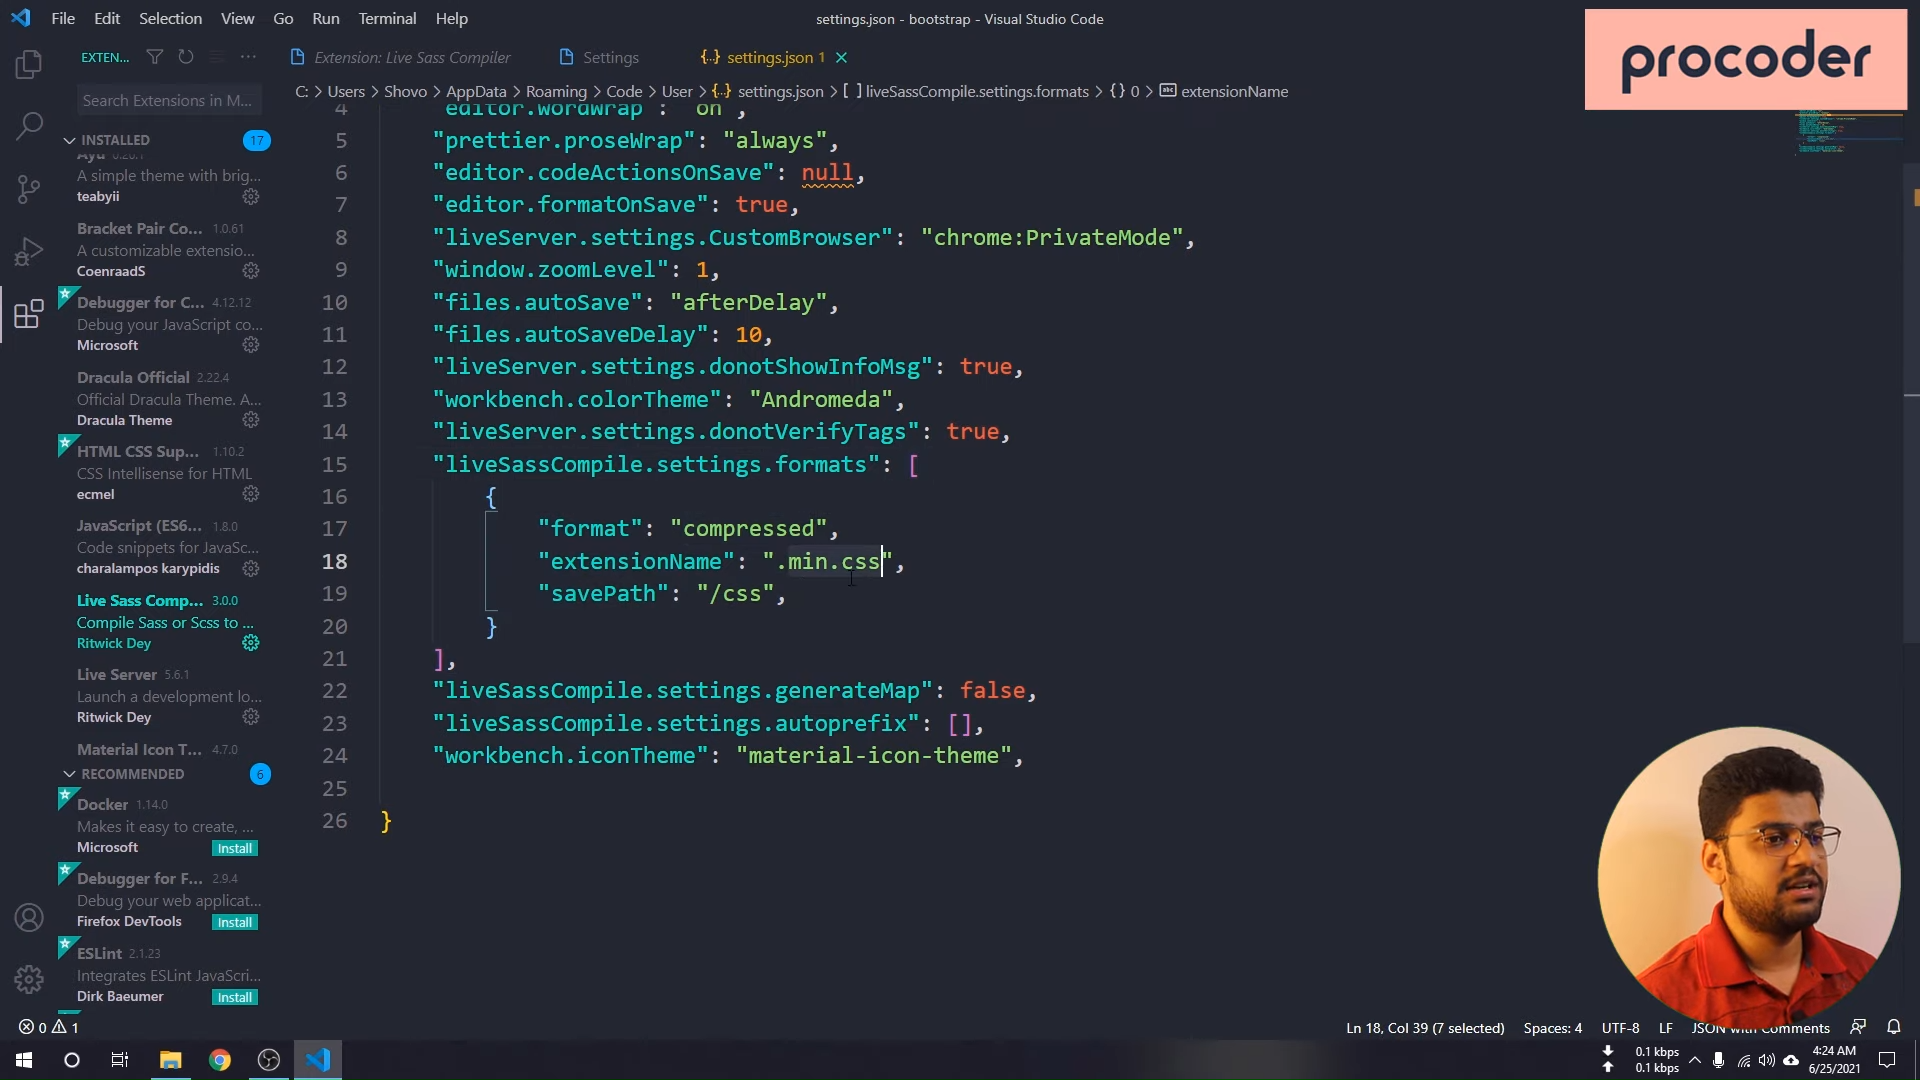 File Edit Selection View Go Run Terminal Help
settings.json - bootstrap - Visual Studio Code
procoder
EXTEN...
Extension: Live Sass Compiler
Settings
{..} settings.json 1
C: > Users > Shovo > AppData > Roaming > Code > User > {..} settings.json > [ ] liveSassCompile.settings.formats > {} 0 > extensionName
Search Extensions in M...
INSTALLED 17
Ayu 0.20.1
A simple theme with brig...
teabyii
Bracket Pair Co... 1.0.61
A customizable extensio...
CoenraadS
Debugger for C... 4.12.12
Debug your JavaScript co...
Microsoft
Dracula Official 2.22.4
Official Dracula Theme. A...
Dracula Theme
HTML CSS Sup... 1.10.2
CSS Intellisense for HTML
ecmel
JavaScript (ES6... 1.8.0
Code snippets for JavaSc...
charalampos karypidis
Live Sass Comp... 3.0.0
Compile Sass or Scss to ...
Ritwick Dey
Live Server 5.6.1
Launch a development lo...
Ritwick Dey
Material Icon T... 4.7.0
RECOMMENDED 6
Docker 1.14.0
Makes it easy to create, ...
Microsoft Install
Debugger for F... 2.9.4
Debug your web applicat...
Firefox DevTools Install
ESLint 2.1.23
Integrates ESLint JavaScri...
Dirk Baeumer Install
4 "editor.wordWrap": "on",
5 "prettier.proseWrap": "always",
6 "editor.codeActionsOnSave": null,
7 "editor.formatOnSave": true,
8 "liveServer.settings.CustomBrowser": "chrome:PrivateMode",
9 "window.zoomLevel": 1,
10 "files.autoSave": "afterDelay",
11 "files.autoSaveDelay": 10,
12 "liveServer.settings.donotShowInfoMsg": true,
13 "workbench.colorTheme": "Andromeda",
14 "liveServer.settings.donotVerifyTags": true,
15 "liveSassCompile.settings.formats": [
16 {
17 "format": "compressed",
18 "extensionName": ".min.css",
19 "savePath": "/css",
20 }
21 ],
22 "liveSassCompile.settings.generateMap": false,
23 "liveSassCompile.settings.autoprefix": [],
24 "workbench.iconTheme": "material-icon-theme",
25
26 }
0 1
Ln 18, Col 39 (7 selected) Spaces: 4 UTF-8 LF JSON with Comments
0.1 kbps
0.1 kbps
4:24 AM
6/25/2021